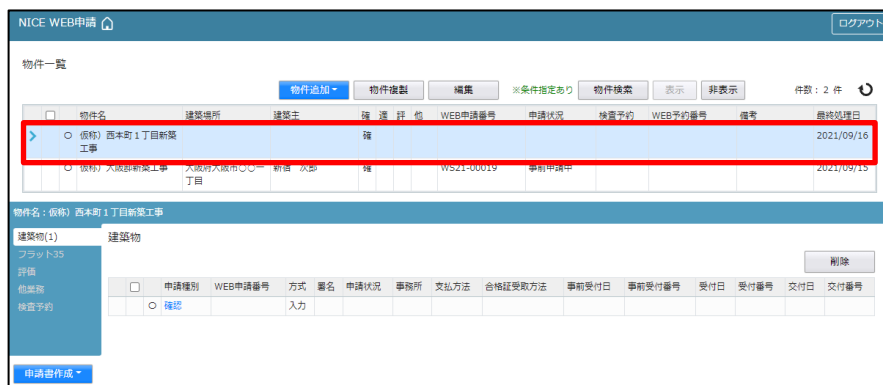 NICE WEB申請
ログアウト
物件一覧
物件追加 物件複製 編集 ※条件指定あり 物件検索 表示 非表示 件数：2 件
物件名 建築場所 建築主 確 適 評 他 WEB申請番号 申請状況 検査予約 WEB予約番号 備考 最終処理日
仮称）西本町１丁目新築 確 2021/09/16
工事
仮称）大阪邸新築工事 大阪府大阪市〇〇一 新宿 次郎 確 WS21-00019 事前申請中 2021/09/15
丁目
物件名：仮称）西本町１丁目新築工事
建築物(1) 建築物
フラット35
削除
評価
申請種別 WEB申請番号 方式 署名 申請状況 事務所 支払方法 合格証受取方法 事前受付日 事前受付番号 受付日 受付番号 交付日 交付番号
他業務
確認 入力
検査予約
申請書作成